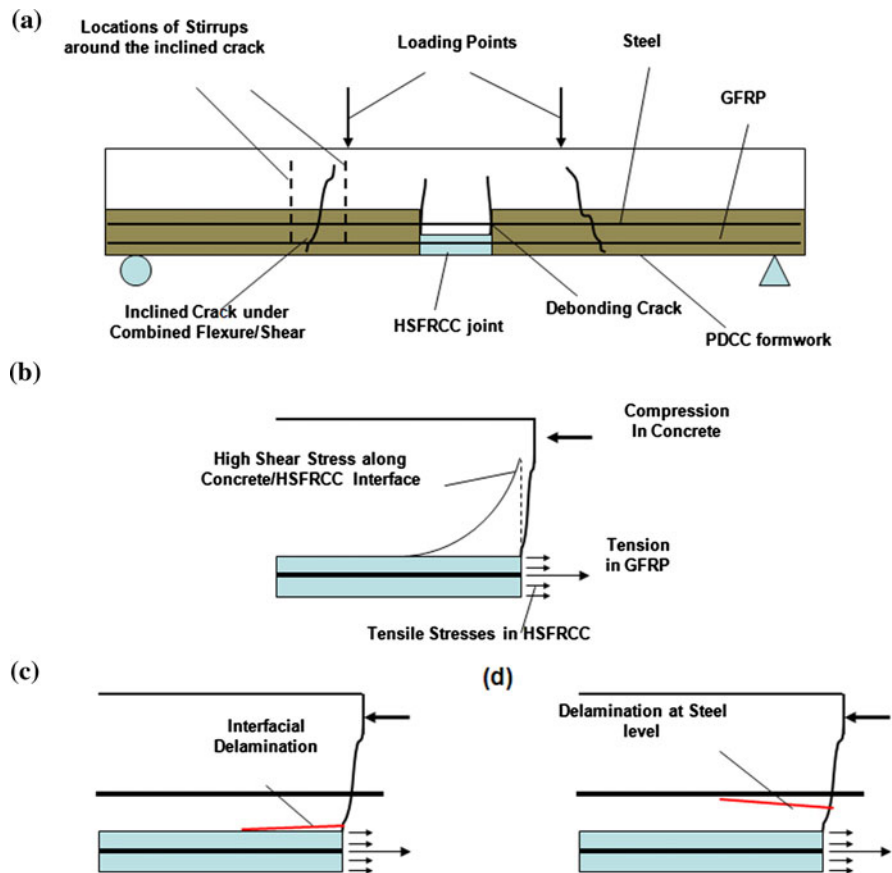 (a)
Locations of Stirrups
around the inclined crack
Loading Points
Steel
GFRP
Inclined Crack under
Combined Flexure/Shear
HSFRCC joint
Debonding Crack
PDCC formwork
(b)
Compression
In Concrete
High Shear Stress along
Concrete/HSFRCC Interface
Tension
in GFRP
Tensile Stresses in HSFRCC
(c)
Interfacial
Delamination
(d)
Delamination at Steel
level